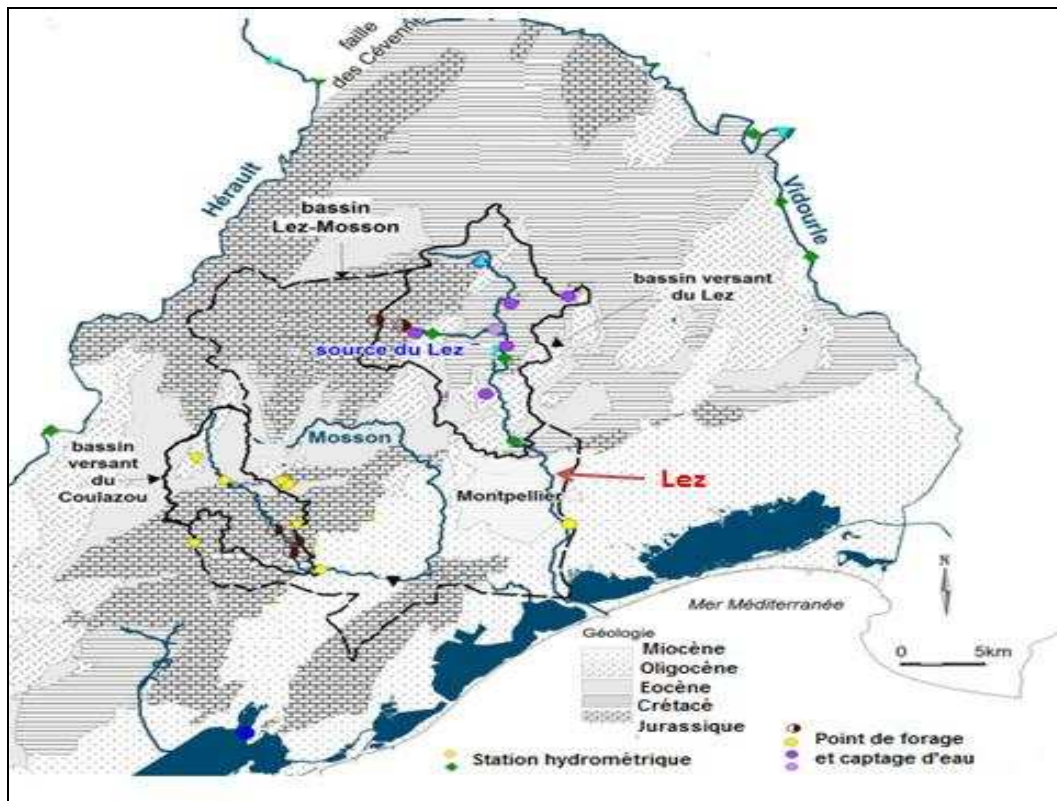 faille
des Cévennes
Hérault
Vidourle
bassin
Lez-Mosson
bassin versant
du Lez
source du Lez
Mosson
bassin
versant
du
Coulazou
Lez
Montpellier
N
Mer Méditerranée
0 5km
Géologie
Miocène
Oligocène
Eocène
Crétacé
Jurassique
Point de forage
et captage d'eau
Station hydrométrique